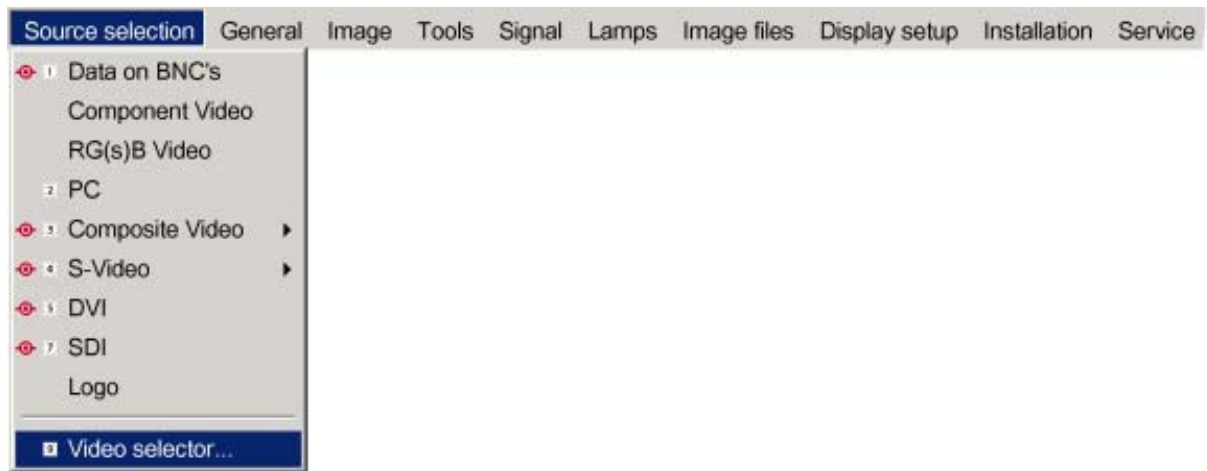 Source selection General Image Tools Signal Lamps Image files Display setup Installation Service
1 Data on BNC's
Component Video
RG(s)B Video
2 PC
3 Composite Video
4 S-Video
5 DVI
7 SDI
Logo
Video selector...